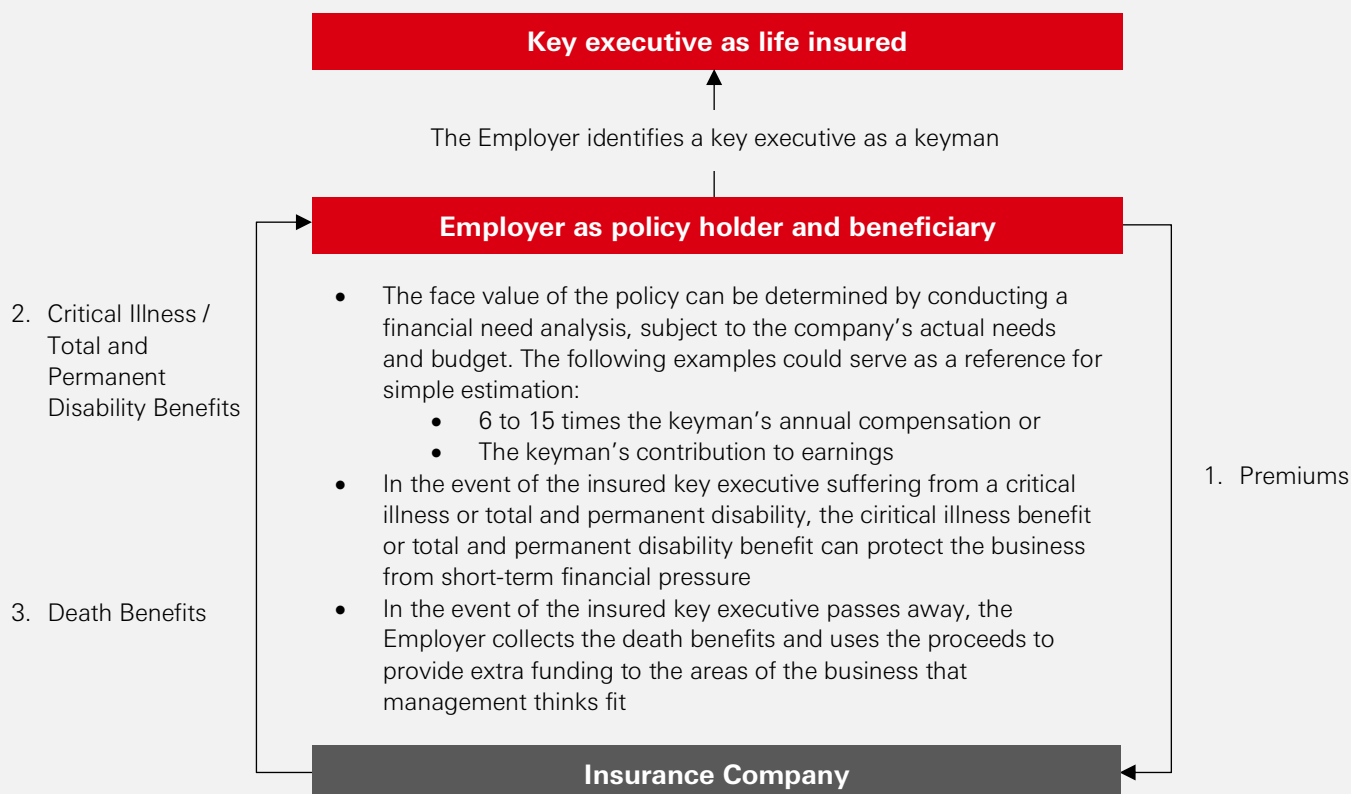 Key executive as life insured
The Employer identifies a key executive as a keyman
Employer as policy holder and beneficiary
2. Critical Illness /
Total and
Permanent
Disability Benefits
3. Death Benefits
• The face value of the policy can be determined by conducting a
financial need analysis, subject to the company’s actual needs
and budget. The following examples could serve as a reference for
simple estimation:
• 6 to 15 times the keyman’s annual compensation or
• The keyman’s contribution to earnings
• In the event of the insured key executive suffering from a critical
illness or total and permanent disability, the ciritical illness benefit
or total and permanent disability benefit can protect the business
from short-term financial pressure
• In the event of the insured key executive passes away, the
Employer collects the death benefits and uses the proceeds to
provide extra funding to the areas of the business that
management thinks fit
1. Premiums
Insurance Company